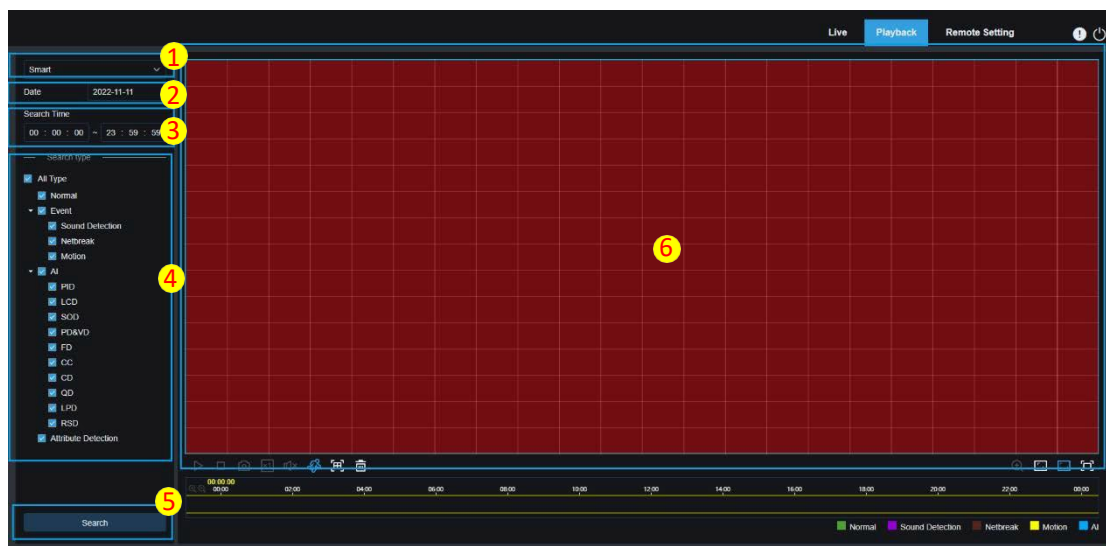 Live Playback Remote Setting
1
Smart
Date 2022-11-11
2
Search Time
00 : 00 : 00 ~ 23 : 59 : 59
3
Search type
All Type
Normal
Event
Sound Detection
Netbreak
Motion
4
AI
PID
LCD
SOD
PD&VD
FD
CC
CD
QD
LPD
RSD
Attribute Detection
5
Search
6
00:00:00
00:00 02:00 04:00 06:00 08:00 10:00 12:00 14:00 16:00 18:00 20:00 22:00 00:00
Normal Sound Detection Netbreak Motion AI